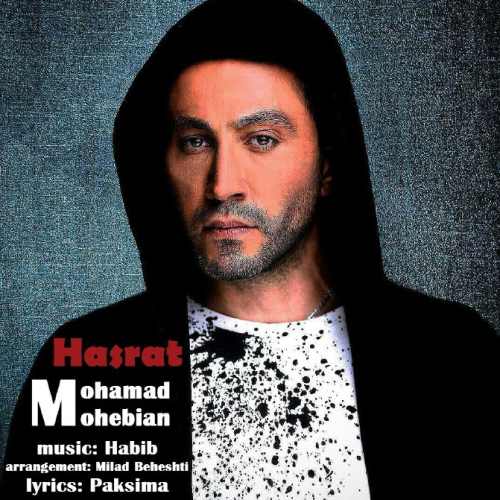 Hasrat
Mohamad
Mohebian
music: Habib
arrangement: Milad Beheshti
lyrics: Paksima